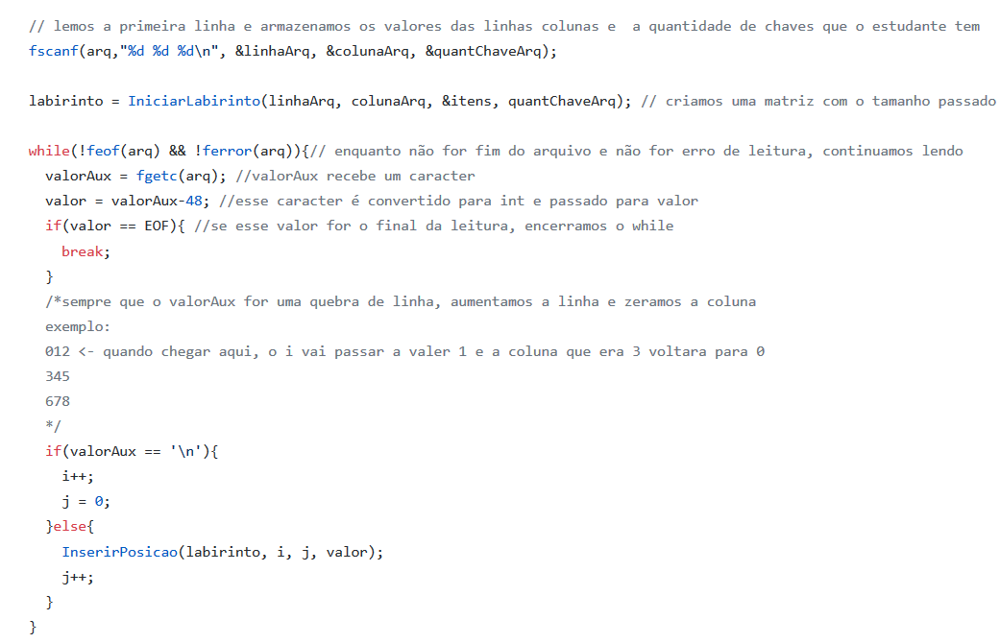 // lemos a primeira linha e armazenamos os valores das linhas colunas e  a quantidade de chaves que o estudante tem
fscanf(arq,"%d %d %d\n", &linhaArq, &colunaArq, &quantChaveArq);

labirinto = IniciarLabirinto(linhaArq, colunaArq, &itens, quantChaveArq); // criamos uma matriz com o tamanho passado

while(!feof(arq) && !ferror(arq)){// enquanto não for fim do arquivo e não for erro de leitura, continuamos lendo
  valorAux = fgetc(arq); //valorAux recebe um caracter
  valor = valorAux-48; //esse caracter é convertido para int e passado para valor
  if(valor == EOF){ //se esse valor for o final da leitura, encerramos o while
    break;
  }
  /*sempre que o valorAux for uma quebra de linha, aumentamos a linha e zeramos a coluna
  exemplo:
  012 <- quando chegar aqui, o i vai passar a valer 1 e a coluna que era 3 voltara para 0
  345
  678
  */
  if(valorAux == '\n'){
    i++;
    j = 0;
  }else{
    InserirPosicao(labirinto, i, j, valor);
    j++;
  }
}